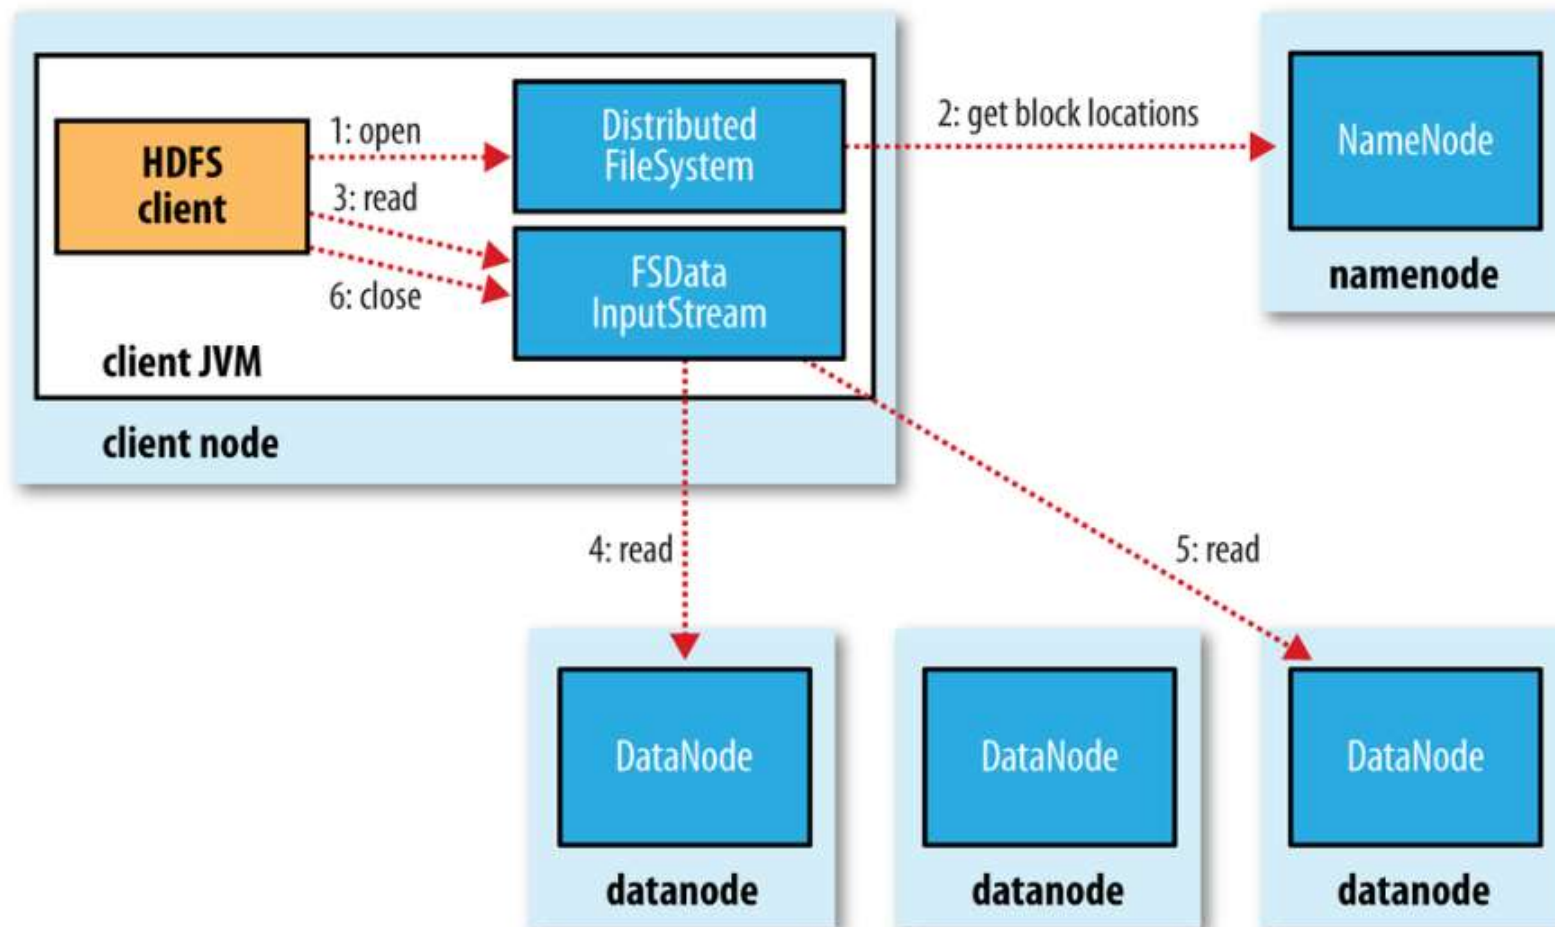 HDFS
client
1: open
3: read
6: close
Distributed
FileSystem
FSData
InputStream
client JVM
client node
2: get block locations
NameNode
namenode
4: read
5: read
DataNode
datanode
DataNode
datanode
DataNode
datanode